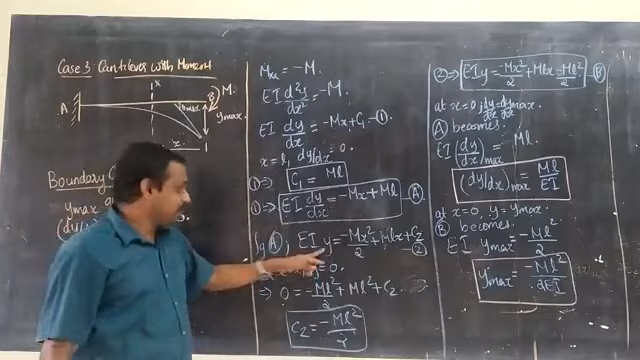 Case 3: Cantilever with Moment
x
B
M.
A
θmax
ymax
x
l
Boundary
ymax
(dy/
0.
Mxx = -M.
EI d²y/dx² = -M
EI dy/dx = -Mx + C₁ -①
x = l, dy/dx = 0.
①⇒ C₁ = Ml
①⇒ EI dy/dx = -Mx + Ml -Ⓐ
Ig Ⓐ; EI y = -Mx²/2 + Mlx + C₂ -②
y = 0.
⇒ 0 = -Ml²/2 + Ml² + C₂
C₂ = -Ml²/2
②⇒ EI y = -Mx²/2 + Mlx - Ml²/2 -Ⓑ
at x = 0, dy/dx = dy/dx max.
Ⓐ becomes
EI (dy/dx)max = Ml
(dy/dx)max = Ml/EI
at x = 0, y = ymax.
Ⓑ becomes
EI ymax = -Ml²/2
ymax = -Ml²/2EI